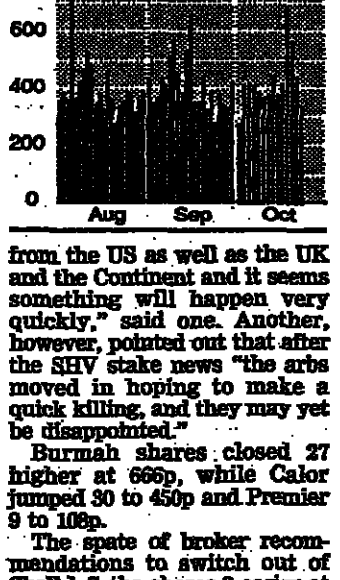 600
400
200
0
Aug Sep Oct
from the US as well as the UK
and the Continent and it seems
something will happen very
quickly," said one. Another,
however, pointed out that after
the SHV stake news "the arbs
moved in hoping to make a
quick killing, and they may yet
be disappointed."
Burmah shares closed 27
higher at 666p, while Calor
jumped 30 to 450p and Premier
9 to 108p.
The spate of broker recom-
mendations to switch out of